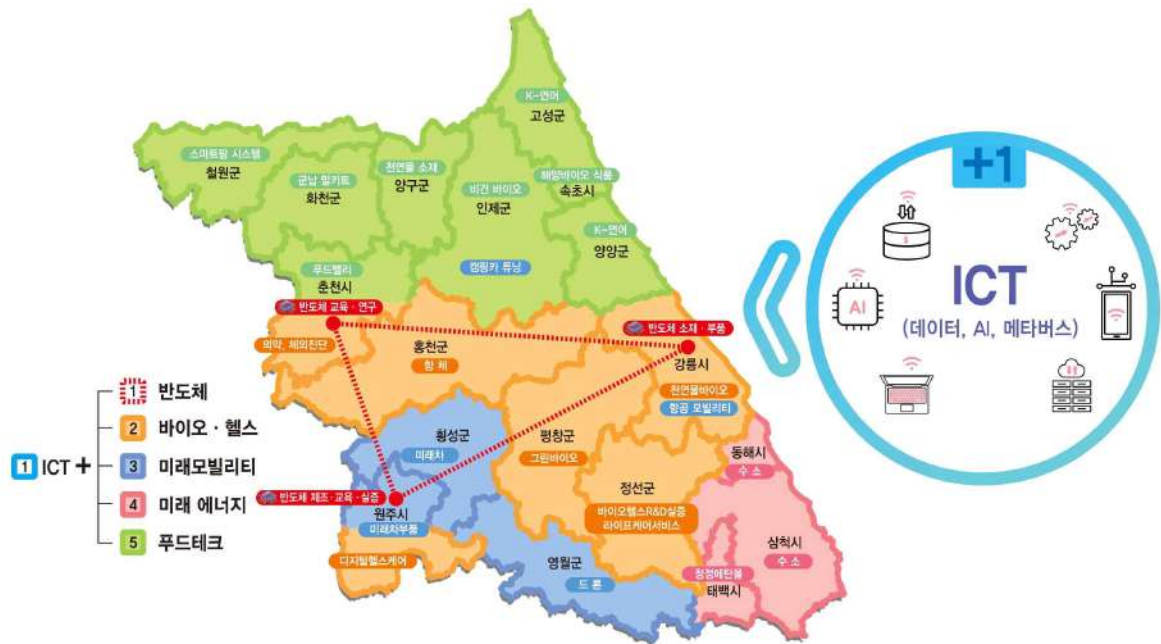 K-연어
고성군
스마트팜 시스템
철원군
군납 밀키트
화천군
천연물 소재
양구군
비건 바이오
인제군
해양바이오 식품
속초시
K-연어
양양군
캠핑카 튜닝
푸드밸리
춘천시
반도체 교육·연구
의약, 체외진단
홍천군
항 체
반도체 소재·부품
강릉시
천연물바이오
항공 모빌리티
횡성군
미래차
평창군
그린바이오
동해시
수 소
정선군
바이오헬스R&D실증
라이프케어서비스
반도체 제조·교육·실증
원주시
미래차부품
디지털헬스케어
영월군
드 론
삼척시
수 소
청정메탄올
태백시
1 ICT +
1 반도체
2 바이오 · 헬스
3 미래모빌리티
4 미래 에너지
5 푸드테크
+1
AI
ICT
(데이터, AI, 메타버스)